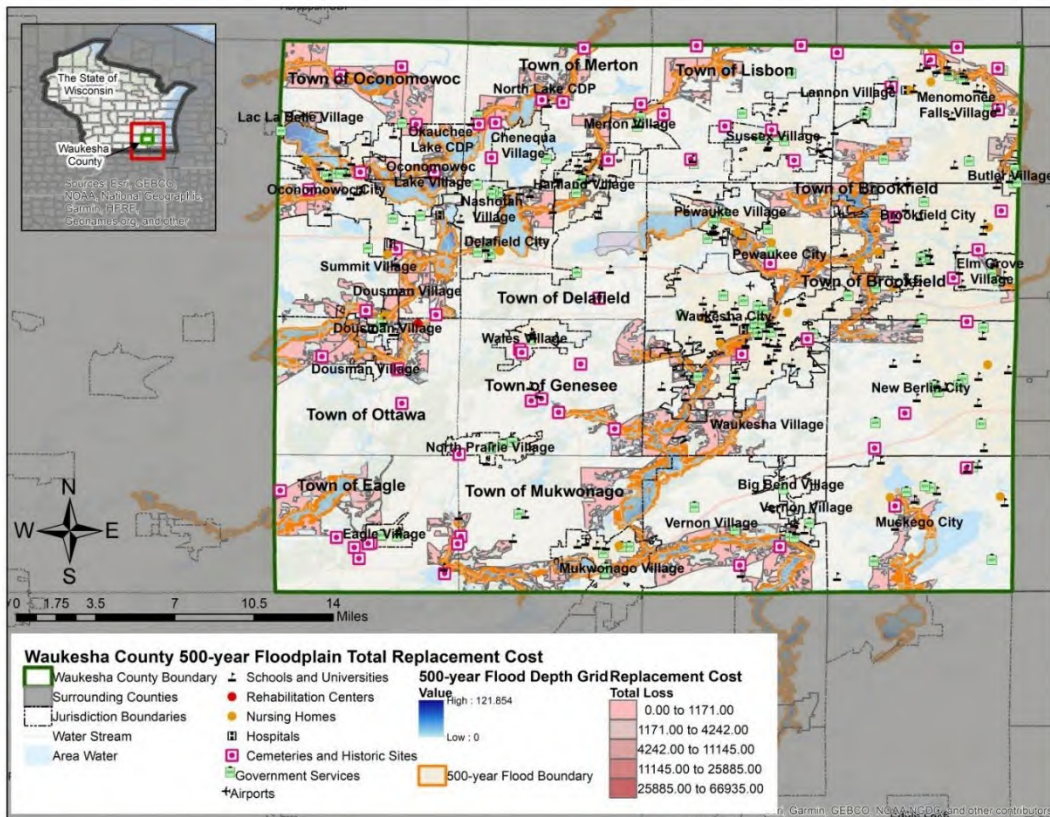 The State of
Wisconsin
Waukesha
County
Sources: Esri, GEBCO,
NOAA, National Geographic,
Garmin, HERE,
Geonames.org, and other
Town of Oconomowoc
Town of Merton
Town of Lisbon
North Lake CDP
Lannon Village
Menomonee
Falls Village
Lac La Belle Village
Okauchee
Lake CDP
Chenequa
Village
Merton Village
Sussex Village
Oconomowoc
Lake Village
Oconomowoc City
Hartland Village
Butler Village
Nashotah
Village
Town of Brookfield
Pewaukee Village
Brookfield City
Delafield City
Pewaukee City
Elm Grove
Village
Summit Village
Dousman Village
Town of Delafield
Town of Brookfield
Dousman Village
Waukesha City
Wales Village
Dousman Village
Town of Genesee
New Berlin City
Town of Ottawa
Waukesha Village
North Prairie Village
Town of Eagle
Town of Mukwonago
Big Bend Village
Vernon Village
Vernon Village
Muskego City
Eagle Village
Mukwonago Village
N
W E
S
0 1.75 3.5 7 10.5 14
Miles
Waukesha County 500-year Floodplain Total Replacement Cost
Waukesha County Boundary
Surrounding Counties
Jurisdiction Boundaries
Water Stream
Area Water
Schools and Universities
Rehabilitation Centers
Nursing Homes
Hospitals
Cemeteries and Historic Sites
Government Services
Airports
500-year Flood Depth Grid
Value
High : 121.854
Low : 0
500-year Flood Boundary
Replacement Cost
Total Loss
0.00 to 1171.00
1171.00 to 4242.00
4242.00 to 11145.00
11145.00 to 25885.00
25885.00 to 66935.00
Garmin, GEBCO, NOAA NGDC, and other contributors